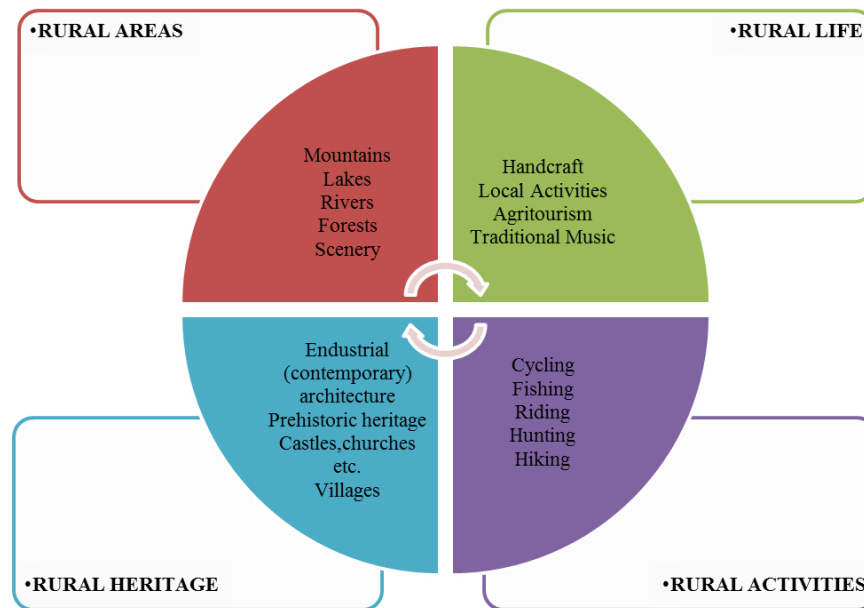 •RURAL AREAS
Mountains
Lakes
Rivers
Forests
Scenery
•RURAL LIFE
Handcraft
Local Activities
Agritourism
Traditional Music
Endustrial
(contemporary)
architecture
Prehistoric heritage
Castles,churches
etc.
Villages
•RURAL HERITAGE
Cycling
Fishing
Riding
Hunting
Hiking
•RURAL ACTIVITIES